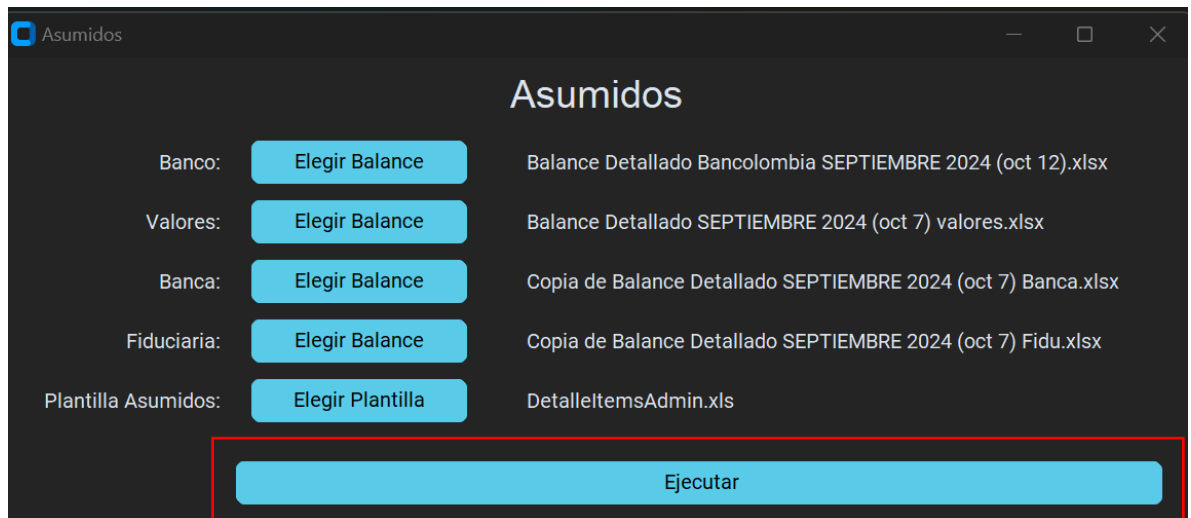 Asumidos
Asumidos
Banco: Elegir Balance Balance Detallado Bancolombia SEPTIEMBRE 2024 (oct 12).xlsx
Valores: Elegir Balance Balance Detallado SEPTIEMBRE 2024 (oct 7) valores.xlsx
Banca: Elegir Balance Copia de Balance Detallado SEPTIEMBRE 2024 (oct 7) Banca.xlsx
Fiduciaria: Elegir Balance Copia de Balance Detallado SEPTIEMBRE 2024 (oct 7) Fidu.xlsx
Plantilla Asumidos: Elegir Plantilla DetalleItemsAdmin.xls
Ejecutar